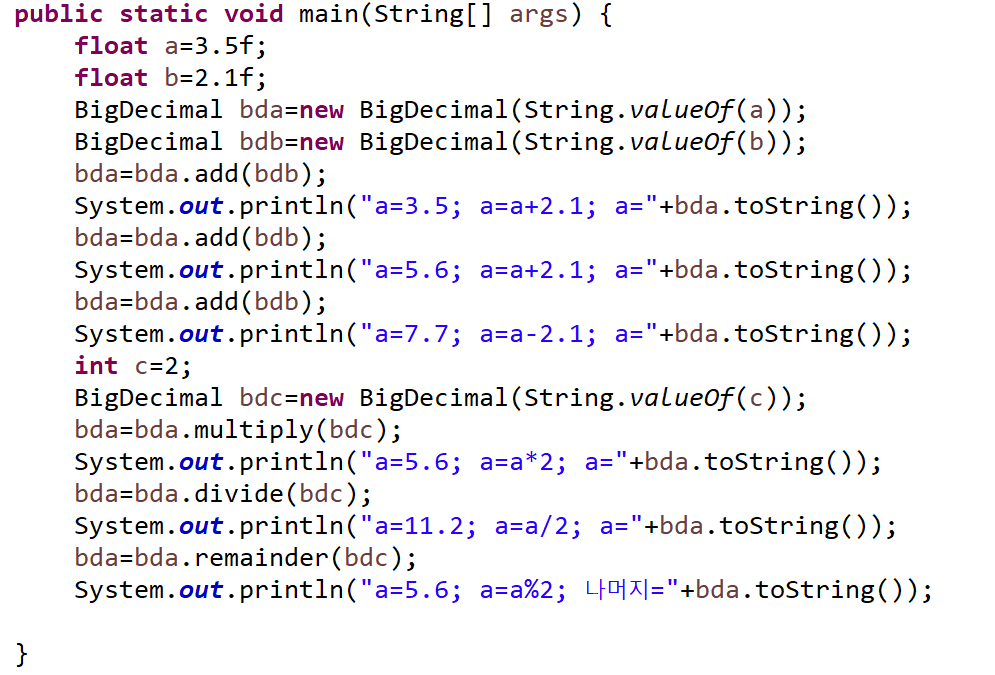 public static void main(String[] args) {
    float a=3.5f;
    float b=2.1f;
    BigDecimal bda=new BigDecimal(String.valueOf(a));
    BigDecimal bdb=new BigDecimal(String.valueOf(b));
    bda=bda.add(bdb);
    System.out.println("a=3.5; a=a+2.1; a="+bda.toString());
    bda=bda.add(bdb);
    System.out.println("a=5.6; a=a+2.1; a="+bda.toString());
    bda=bda.add(bdb);
    System.out.println("a=7.7; a=a-2.1; a="+bda.toString());
    int c=2;
    BigDecimal bdc=new BigDecimal(String.valueOf(c));
    bda=bda.multiply(bdc);
    System.out.println("a=5.6; a=a*2; a="+bda.toString());
    bda=bda.divide(bdc);
    System.out.println("a=11.2; a=a/2; a="+bda.toString());
    bda=bda.remainder(bdc);
    System.out.println("a=5.6; a=a%2; 나머지="+bda.toString());
}